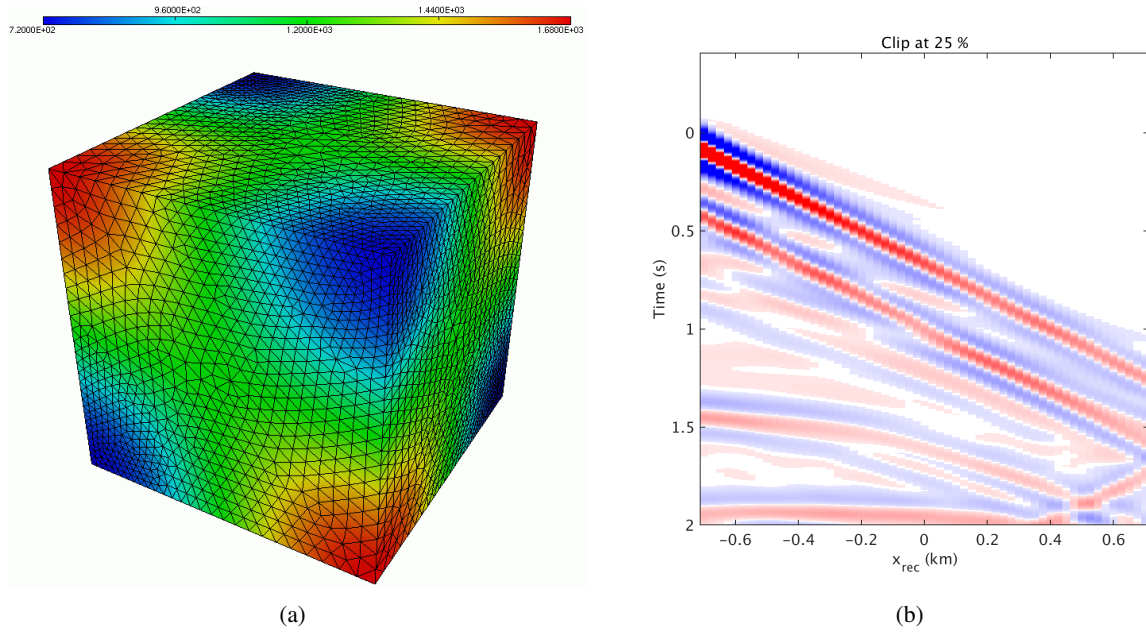 9.6000E+02 1.4400E+03
7.2000E+02 1.2000E+03 1.6800E+03
Clip at 25 %
0
0.5
1
1.5
2
Time (s)
-0.6 -0.4 -0.2 0 0.2 0.4 0.6
x_rec (km)
(a) (b)